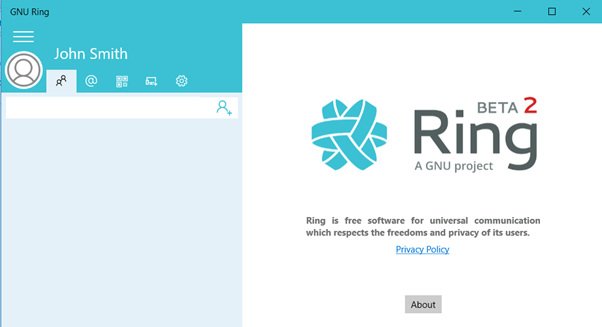 GNU Ring
John Smith
BETA 2
Ring
A GNU project
Ring is free software for universal communication
which respects the freedoms and privacy of its users.
Privacy Policy
About